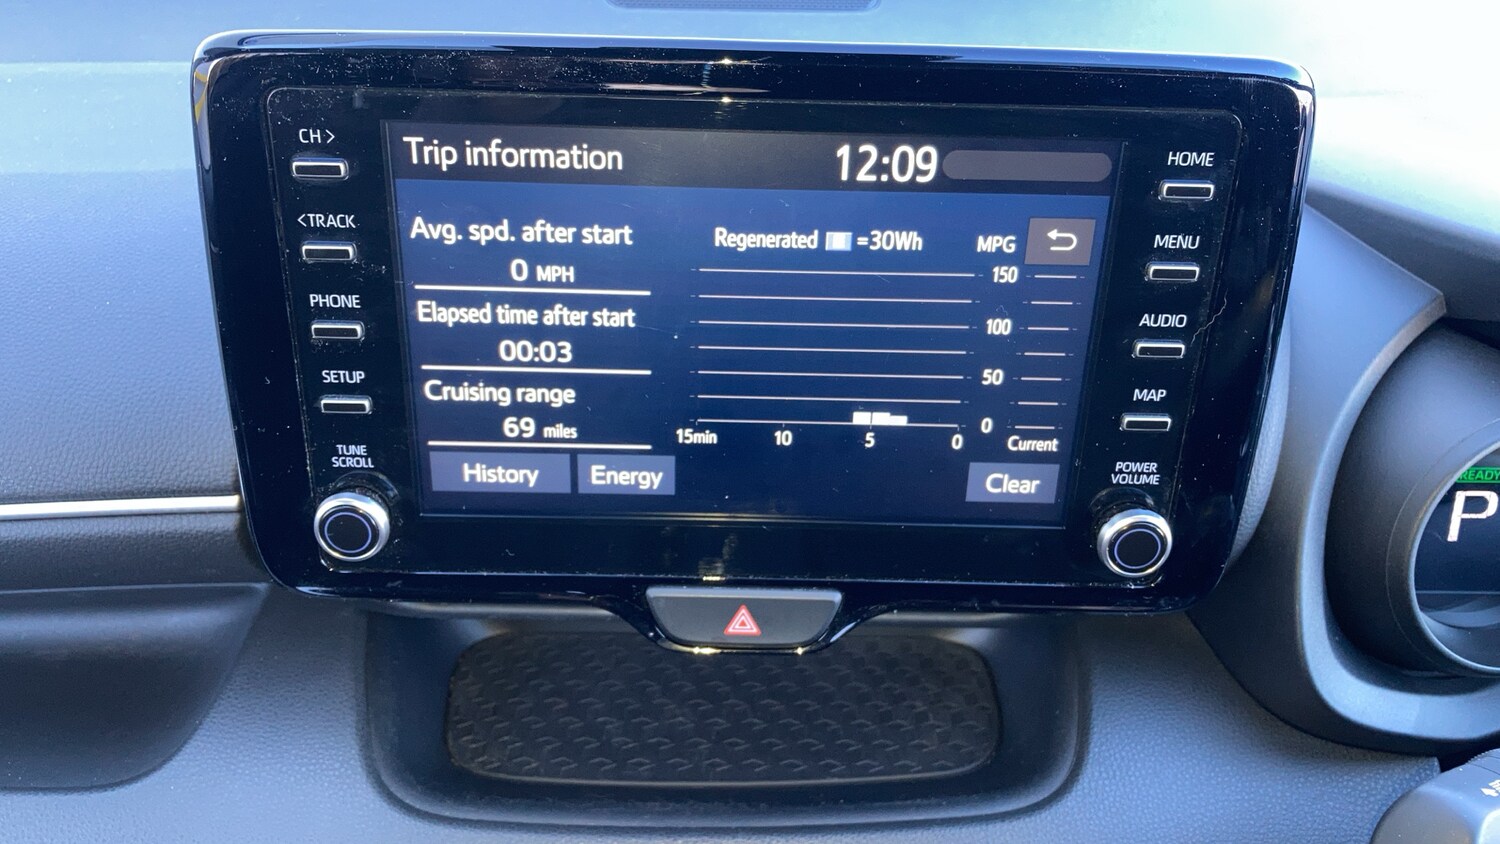 CH>
<TRACK
PHONE
SETUP
TUNE
SCROLL
Trip information
12:09
Avg. spd. after start
0 MPH
Elapsed time after start
00:03
Cruising range
69 miles
History
Energy
Regenerated =30Wh
MPG
150
100
50
0
15min 10 5 0
Current
Clear
HOME
MENU
AUDIO
MAP
POWER
VOLUME
READY
P